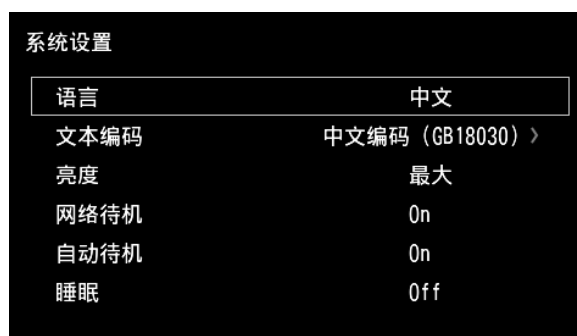 系统设置
语言 中文
文本编码 中文编码（GB18030） >
亮度 最大
网络待机 On
自动待机 On
睡眠 Off